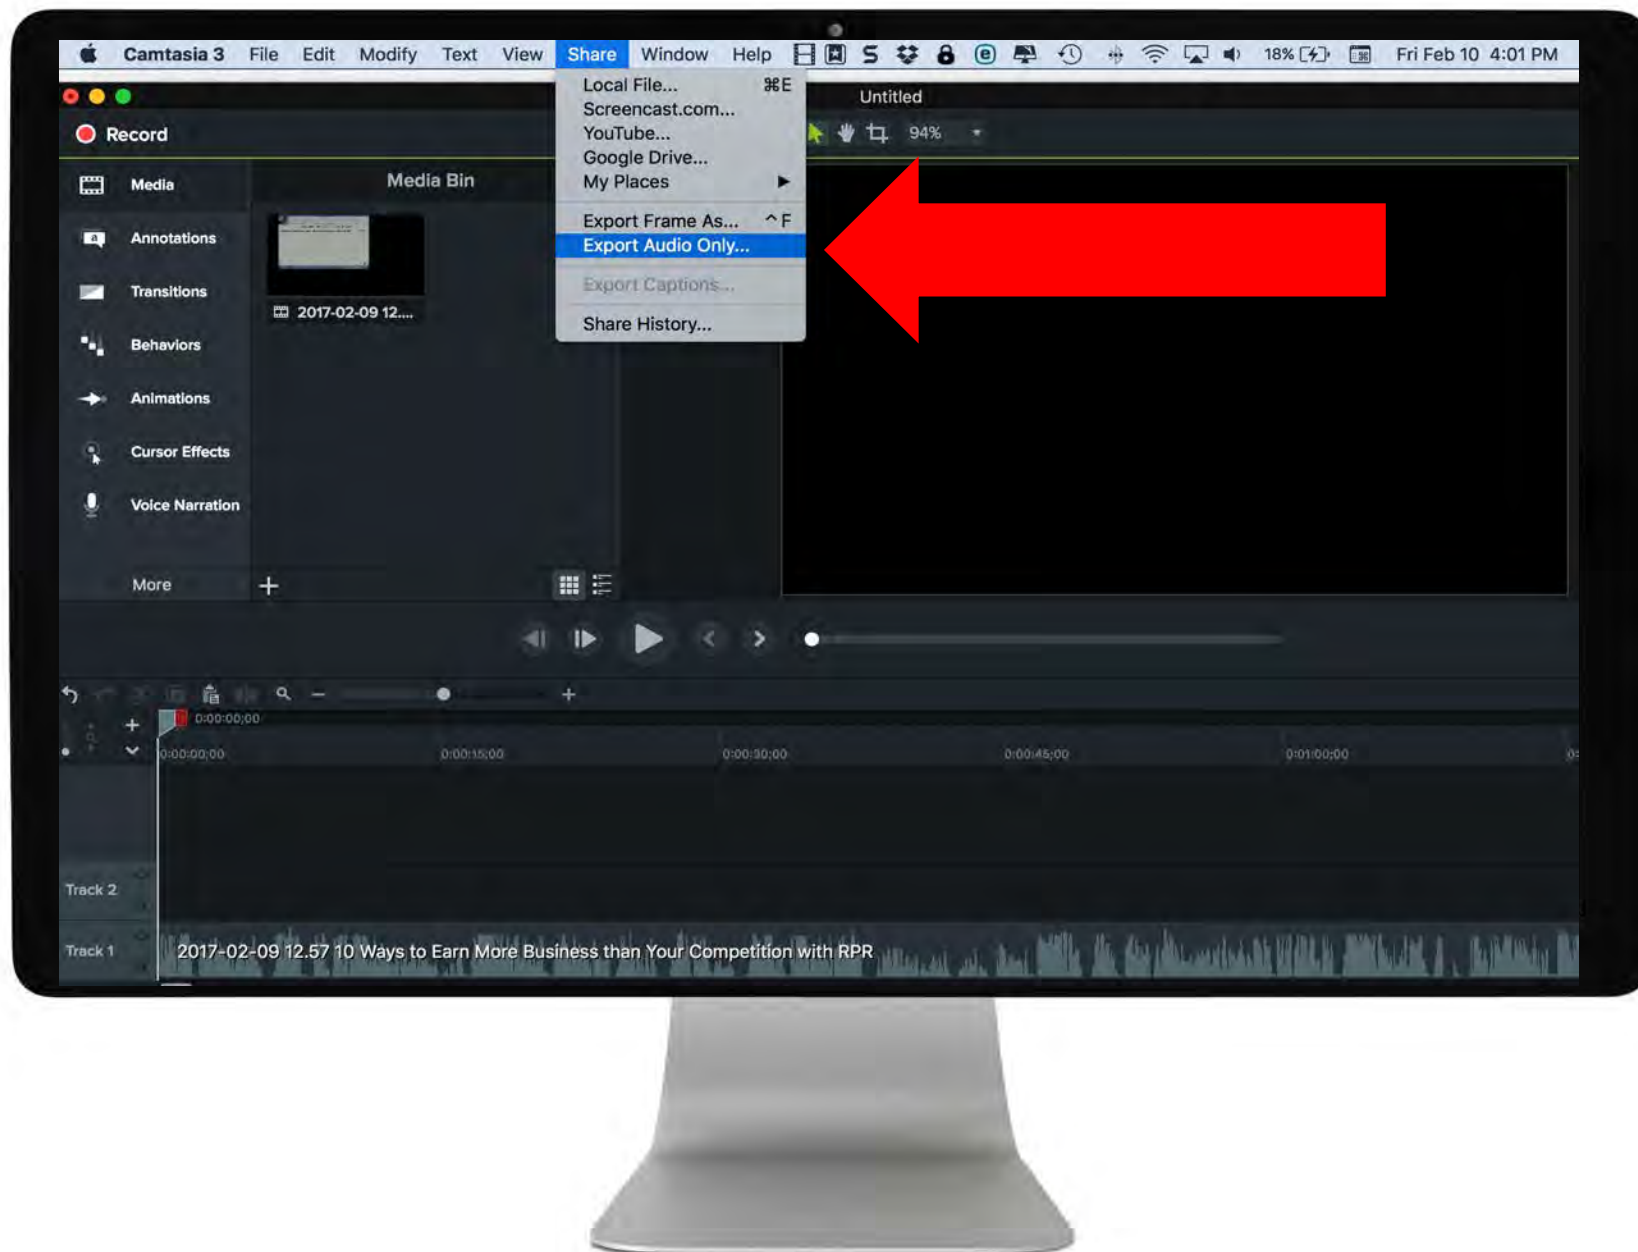 Camtasia 3 File Edit Modify Text View Share Window Help 18% Fri Feb 10 4:01 PM
Untitled
Record
94%
Local File... ⌘E
Screencast.com...
YouTube...
Google Drive...
My Places
Export Frame As... ^F
Export Audio Only...
Export Captions...
Share History...
Media
Annotations
Transitions
Behaviors
Animations
Cursor Effects
Voice Narration
More
Media Bin
2017-02-09 12....
0:00:00;00
0:00:00;00 0:00:15;00 0:00:30;00 0:00:45;00 0:01:00;00
Track 2
Track 1
2017-02-09 12.57 10 Ways to Earn More Business than Your Competition with RPR